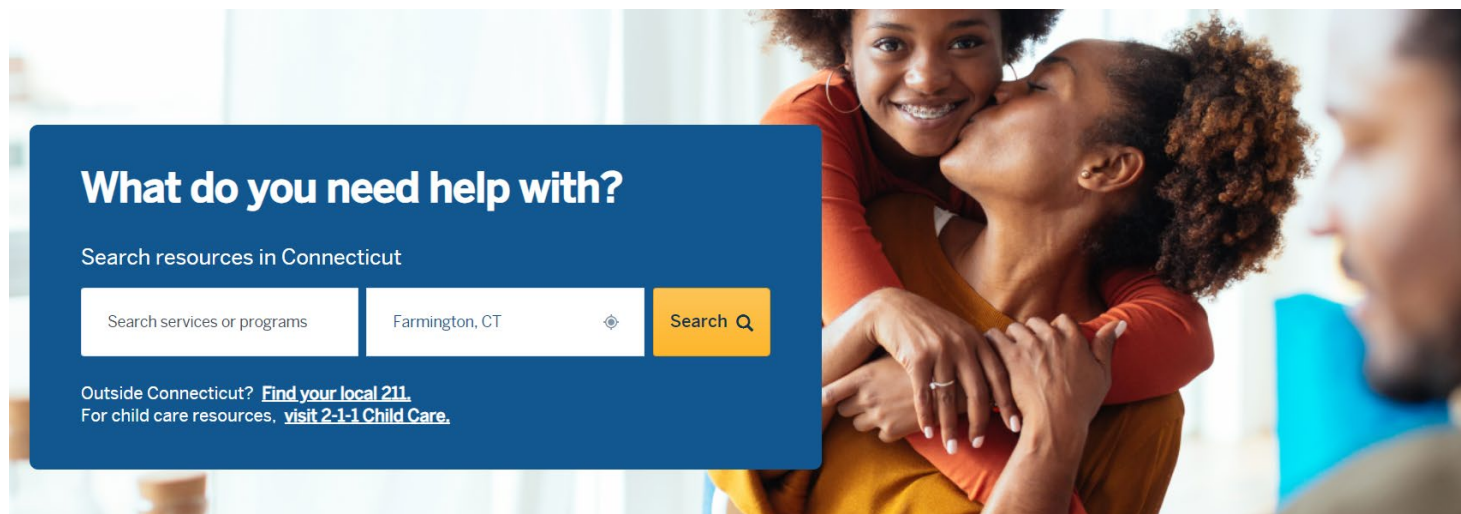 What do you need help with?
Search resources in Connecticut
Search services or programs
Farmington, CT
Search
Outside Connecticut? Find your local 211.
For child care resources, visit 2-1-1 Child Care.